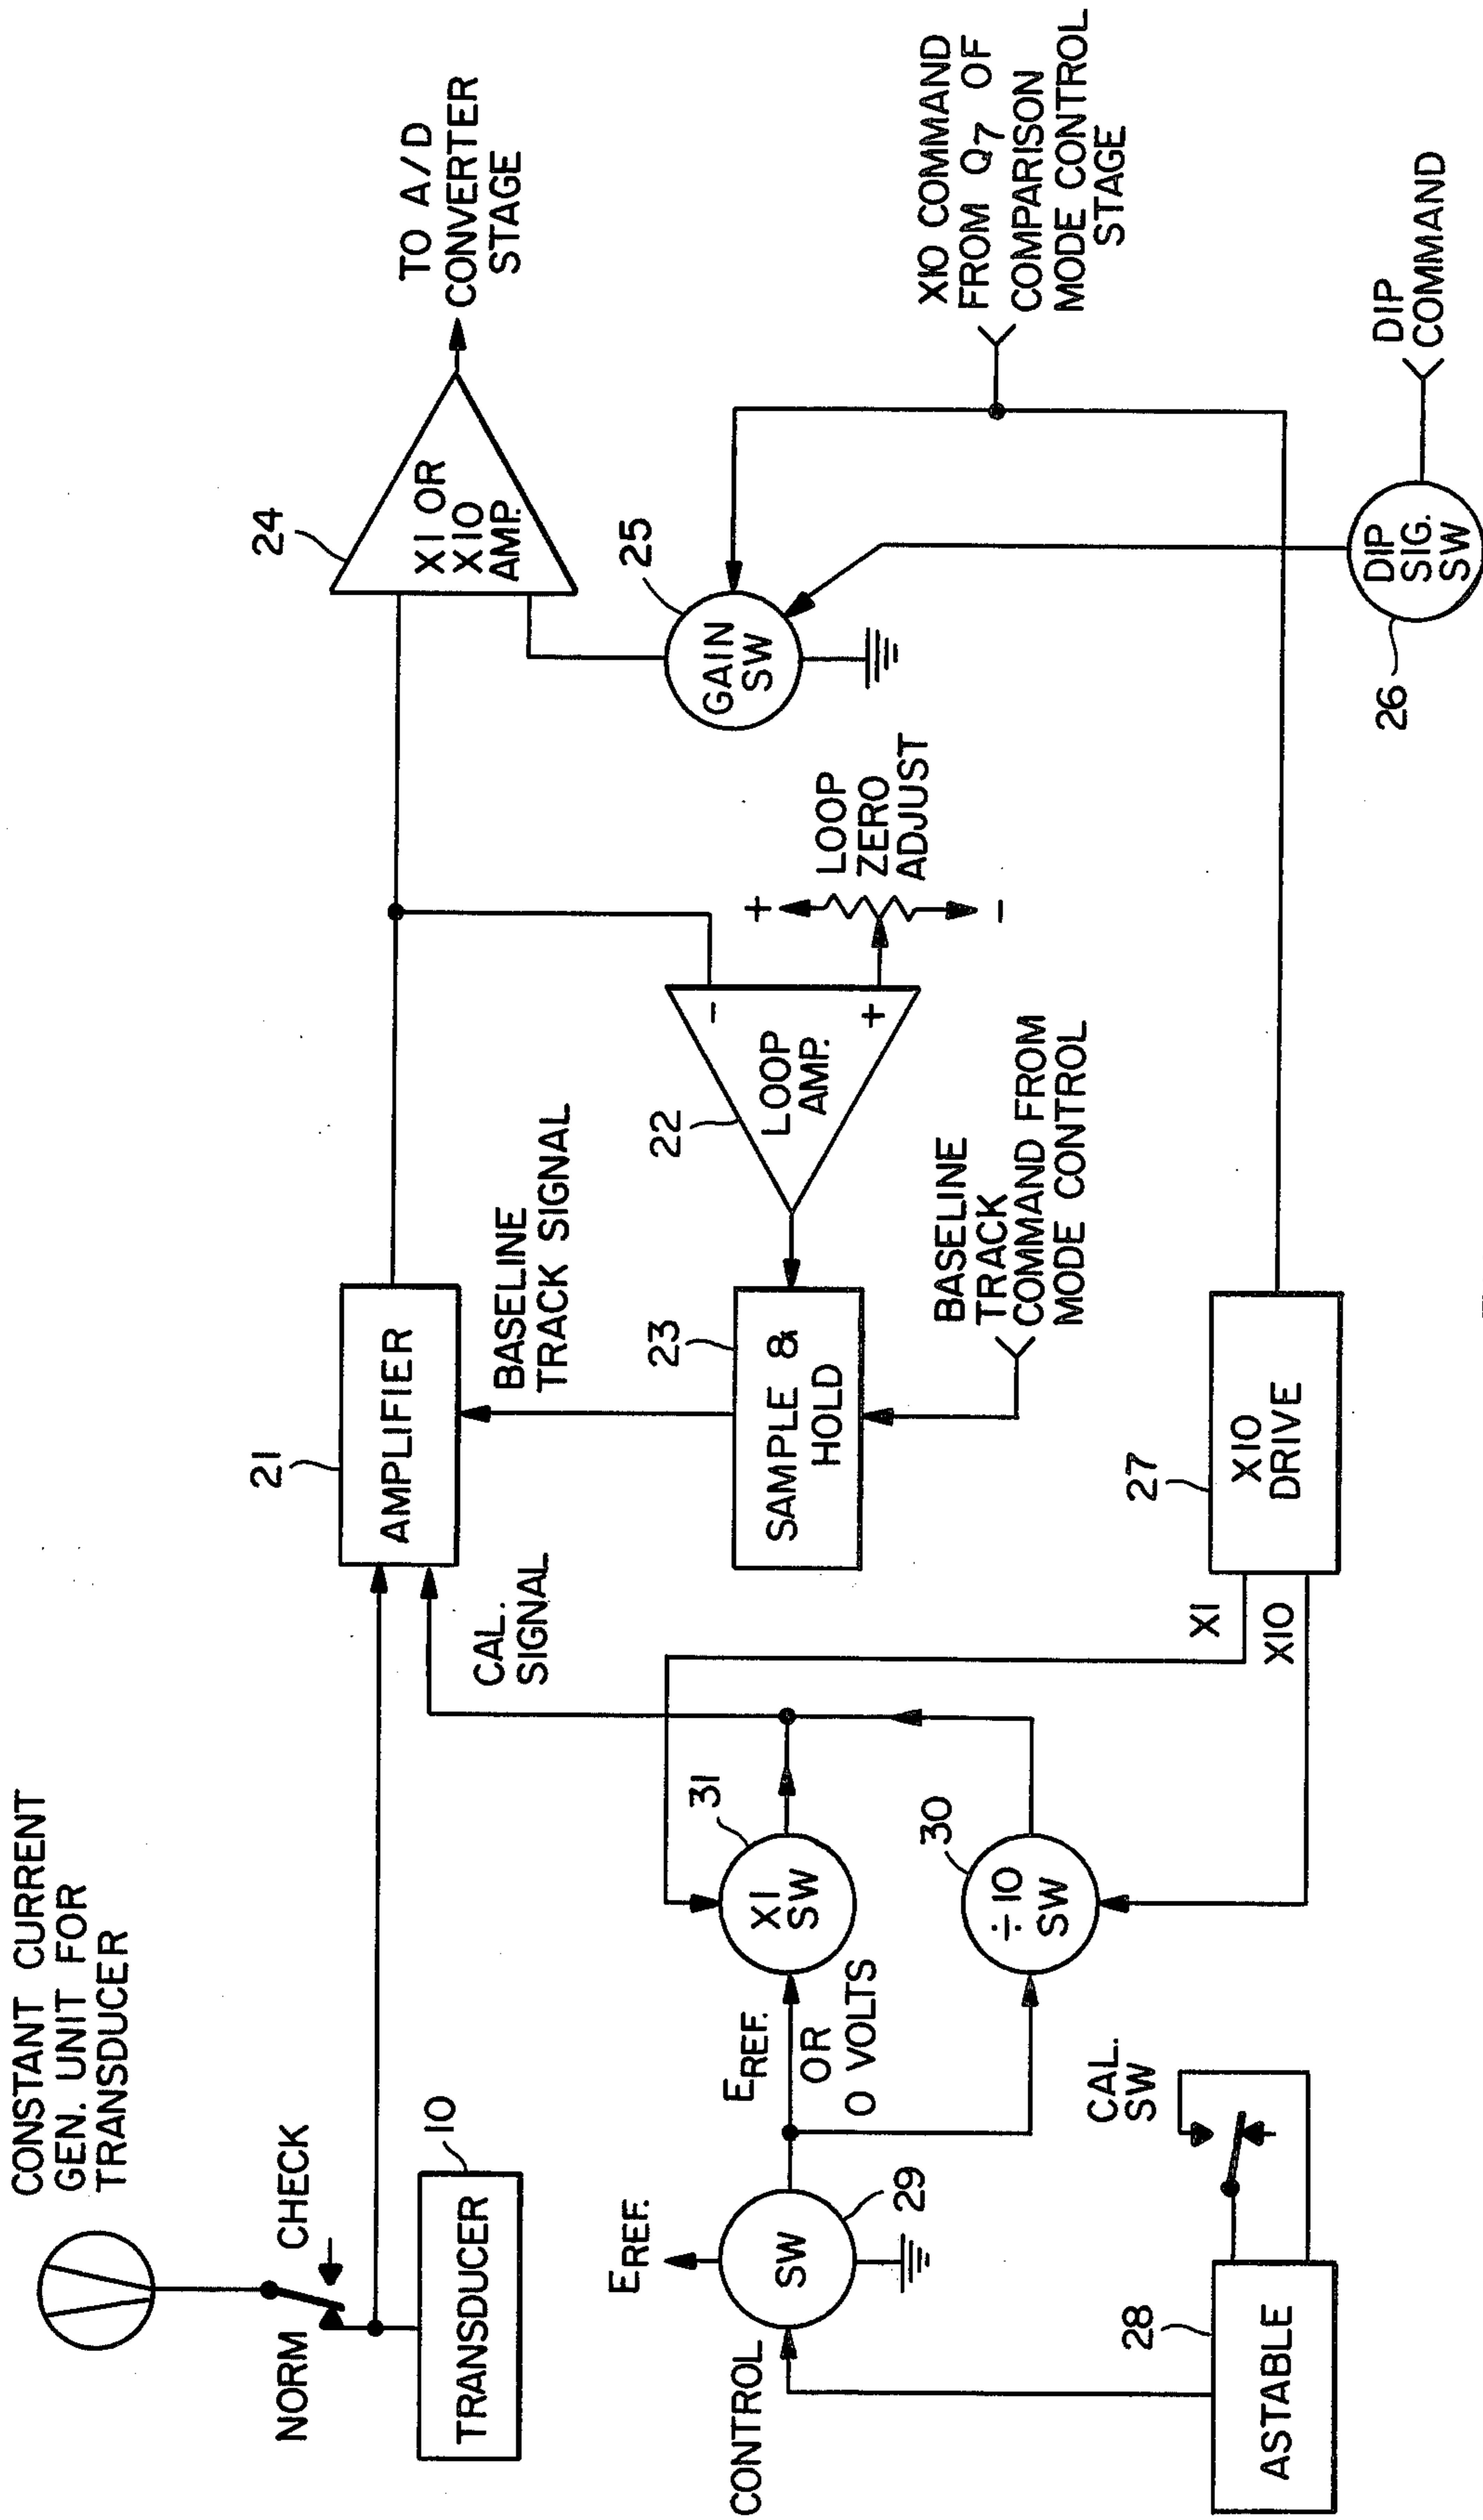 CONSTANT CURRENT
GEN. UNIT FOR
TRANSDUCER
NORM
CHECK
10
TRANSDUCER
21
AMPLIFIER
CAL.
SIGNAL
BASELINE
TRACK SIGNAL
24
X1 OR
X10
AMP.
TO A/D
CONVERTER
STAGE
EREF.
CONTROL
SW
29
EREF.
OR
0 VOLTS
31
X1
SW
30
÷10
SW
23
SAMPLE &
HOLD
22
LOOP
AMP.
-
+
+
-
LOOP
ZERO
ADJUST
25
GAIN
SW
BASELINE
TRACK
COMMAND FROM
MODE CONTROL
X10 COMMAND
FROM Q7 OF
COMPARISON
MODE CONTROL
STAGE
28
ASTABLE
CAL.
SW
X1
X10
27
X10
DRIVE
26
DIP
SIG.
SW
DIP
COMMAND